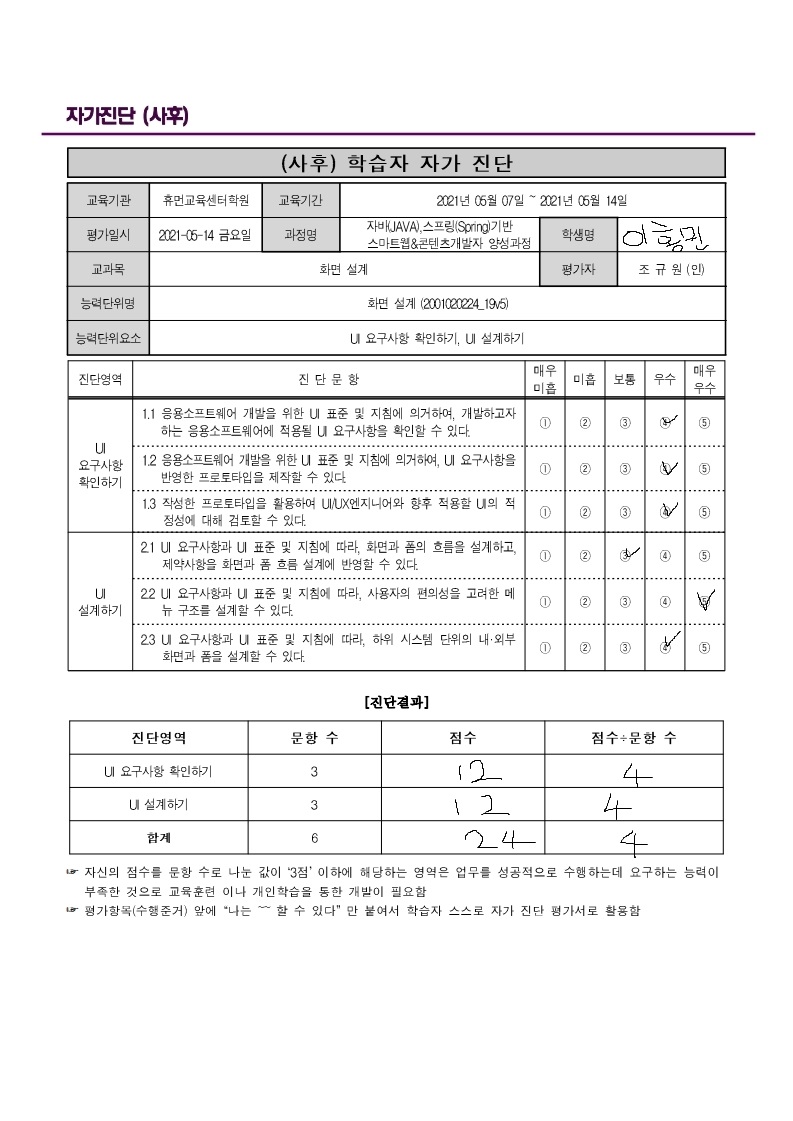 자가진단 (사후)
(사후) 학습자 자가 진단
교육기관 휴먼교육센터학원 교육기간 2021년 05월 07일 ~ 2021년 05월 14일
평가일시 2021-05-14 금요일 과정명 자바(JAVA),스프링(Spring)기반
스마트웹&콘텐츠개발자 양성과정 학생명 이
교과목 화면 설계 평가자 조 규 원 (인)
능력단위명 화면 설계 (2001020224_19v5)
능력단위요소 UI 요구사항 확인하기, UI 설계하기
진단영역 진 단 문 항 매우 미흡 미흡 보통 우수 매우 우수
UI 요구사항 확인하기
1.1 응용소프트웨어 개발을 위한 UI 표준 및 지침에 의거하여, 개발하고자
하는 응용소프트웨어에 적용될 UI 요구사항을 확인할 수 있다. ① ② ③ ④ ⑤
1.2 응용소프트웨어 개발을 위한 UI 표준 및 지침에 의거하여, UI 요구사항을
반영한 프로토타입을 제작할 수 있다. ① ② ③ ④ ⑤
1.3 작성한 프로토타입을 활용하여 UI/UX엔지니어와 향후 적용할 UI의 적
정성에 대해 검토할 수 있다. ① ② ③ ④ ⑤
UI 설계하기
2.1 UI 요구사항과 UI 표준 및 지침에 따라, 화면과 폼의 흐름을 설계하고,
제약사항을 화면과 폼 흐름 설계에 반영할 수 있다. ① ② ③ ④ ⑤
2.2 UI 요구사항과 UI 표준 및 지침에 따라, 사용자의 편의성을 고려한 메
뉴 구조를 설계할 수 있다. ① ② ③ ④ ⑤
2.3 UI 요구사항과 UI 표준 및 지침에 따라, 하위 시스템 단위의 내·외부
화면과 폼을 설계할 수 있다. ① ② ③ ④ ⑤
[진단결과]
진단영역 문항 수 점수 점수÷문항 수
UI 요구사항 확인하기 3 12 4
UI 설계하기 3 12 4
합계 6 24 4
☞ 자신의 점수를 문항 수로 나눈 값이 ‘3점’ 이하에 해당하는 영역은 업무를 성공적으로 수행하는데 요구하는 능력이
부족한 것으로 교육훈련 이나 개인학습을 통한 개발이 필요함
☞ 평가항목(수행준거) 앞에 “나는 ~~ 할 수 있다” 만 붙여서 학습자 스스로 자가 진단 평가서로 활용함